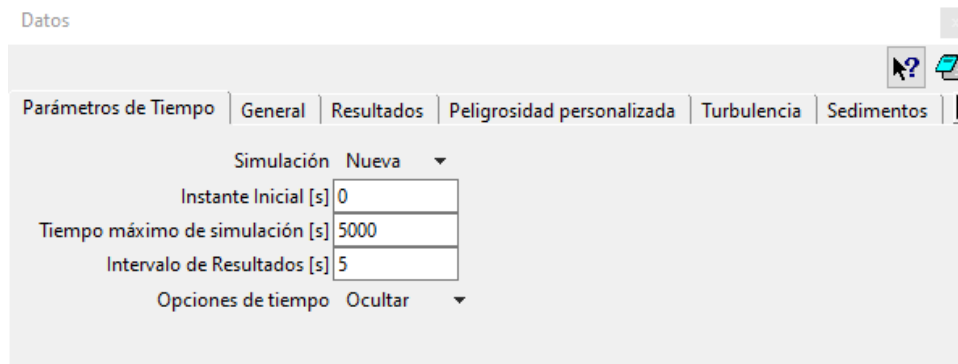 Datos
Parámetros de Tiempo General Resultados Peligrosidad personalizada Turbulencia Sedimentos
Simulación Nueva
Instante Inicial [s] 0
Tiempo máximo de simulación [s] 5000
Intervalo de Resultados [s] 5
Opciones de tiempo Ocultar